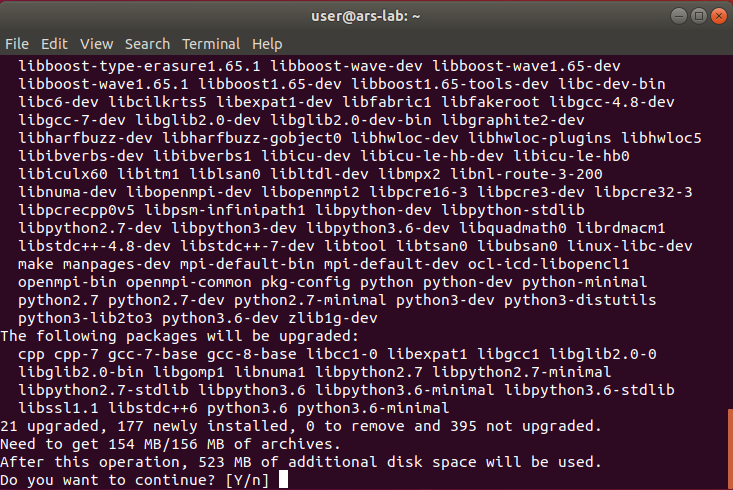 user@ars-lab: ~
File Edit View Search Terminal Help
libboost-type-erasure1.65.1 libboost-wave-dev libboost-wave1.65-dev
libboost-wave1.65.1 libboost1.65-dev libboost1.65-tools-dev libc-dev-bin
libc6-dev libcilkrts5 libexpat1-dev libfabric1 libfakeroot libgcc-4.8-dev
libgcc-7-dev libglib2.0-dev libglib2.0-dev-bin libgraphite2-dev
libharfbuzz-dev libharfbuzz-gobject0 libhwloc-dev libhwloc-plugins libhwloc5
libibverbs-dev libibverbs1 libicu-dev libicu-le-hb-dev libicu-le-hb0
libiculx60 libitm1 liblsan0 libltdl-dev libmpx2 libnl-route-3-200
libnuma-dev libopenmpi-dev libopenmpi2 libpcre16-3 libpcre3-dev libpcre32-3
libpcrecpp0v5 libpsm-infinipath1 libpython-dev libpython-stdlib
libpython2.7-dev libpython3-dev libpython3.6-dev libquadmath0 librdmacm1
libstdc++-4.8-dev libstdc++-7-dev libtool libtsan0 libubsan0 linux-libc-dev
make manpages-dev mpi-default-bin mpi-default-dev ocl-icd-libopencl1
openmpi-bin openmpi-common pkg-config python python-dev python-minimal
python2.7 python2.7-dev python2.7-minimal python3-dev python3-distutils
python3-lib2to3 python3.6-dev zlib1g-dev
The following packages will be upgraded:
cpp cpp-7 gcc-7-base gcc-8-base libcc1-0 libexpat1 libgcc1 libglib2.0-0
libglib2.0-bin libgomp1 libnuma1 libpython2.7 libpython2.7-minimal
libpython2.7-stdlib libpython3.6 libpython3.6-minimal libpython3.6-stdlib
libssl1.1 libstdc++6 python3.6 python3.6-minimal
21 upgraded, 177 newly installed, 0 to remove and 395 not upgraded.
Need to get 154 MB/156 MB of archives.
After this operation, 523 MB of additional disk space will be used.
Do you want to continue? [Y/n]